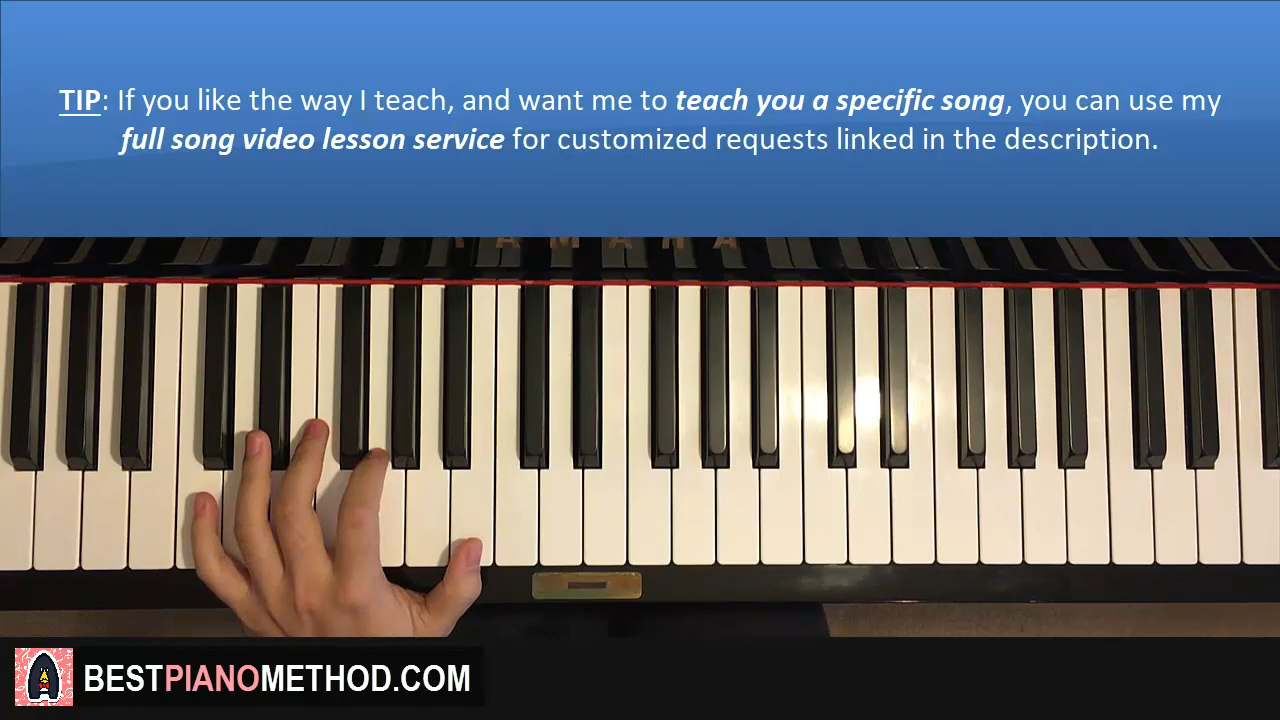 TIP: If you like the way I teach, and want me to teach you a specific song, you can use my
full song video lesson service for customized requests linked in the description.
YAMAHA
BESTPIANOMETHOD.COM